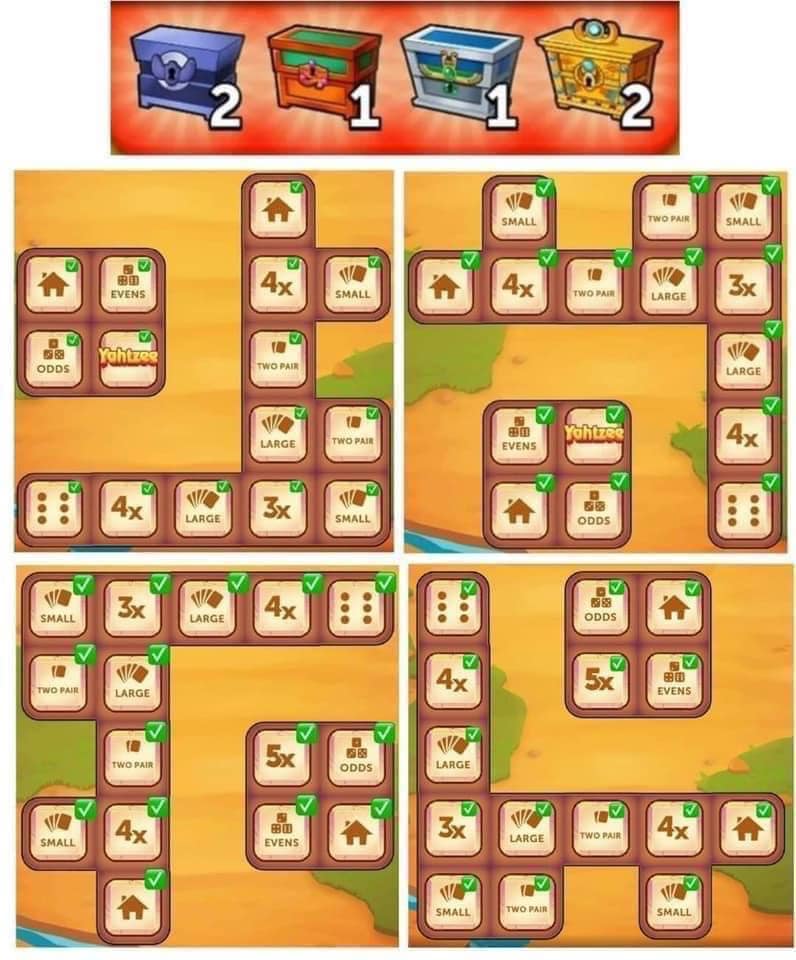 2 1 1 2
EVENS 4x SMALL
ODDS Yahtzee TWO PAIR
LARGE TWO PAIR
4x LARGE 3x SMALL
SMALL TWO PAIR SMALL
4x TWO PAIR LARGE 3x
LARGE
EVENS Yahtzee 4x
ODDS
SMALL 3x LARGE 4x
TWO PAIR LARGE
TWO PAIR 5x ODDS
SMALL 4x EVENS
ODDS
4x 5x EVENS
LARGE
3x LARGE TWO PAIR 4x
SMALL TWO PAIR SMALL